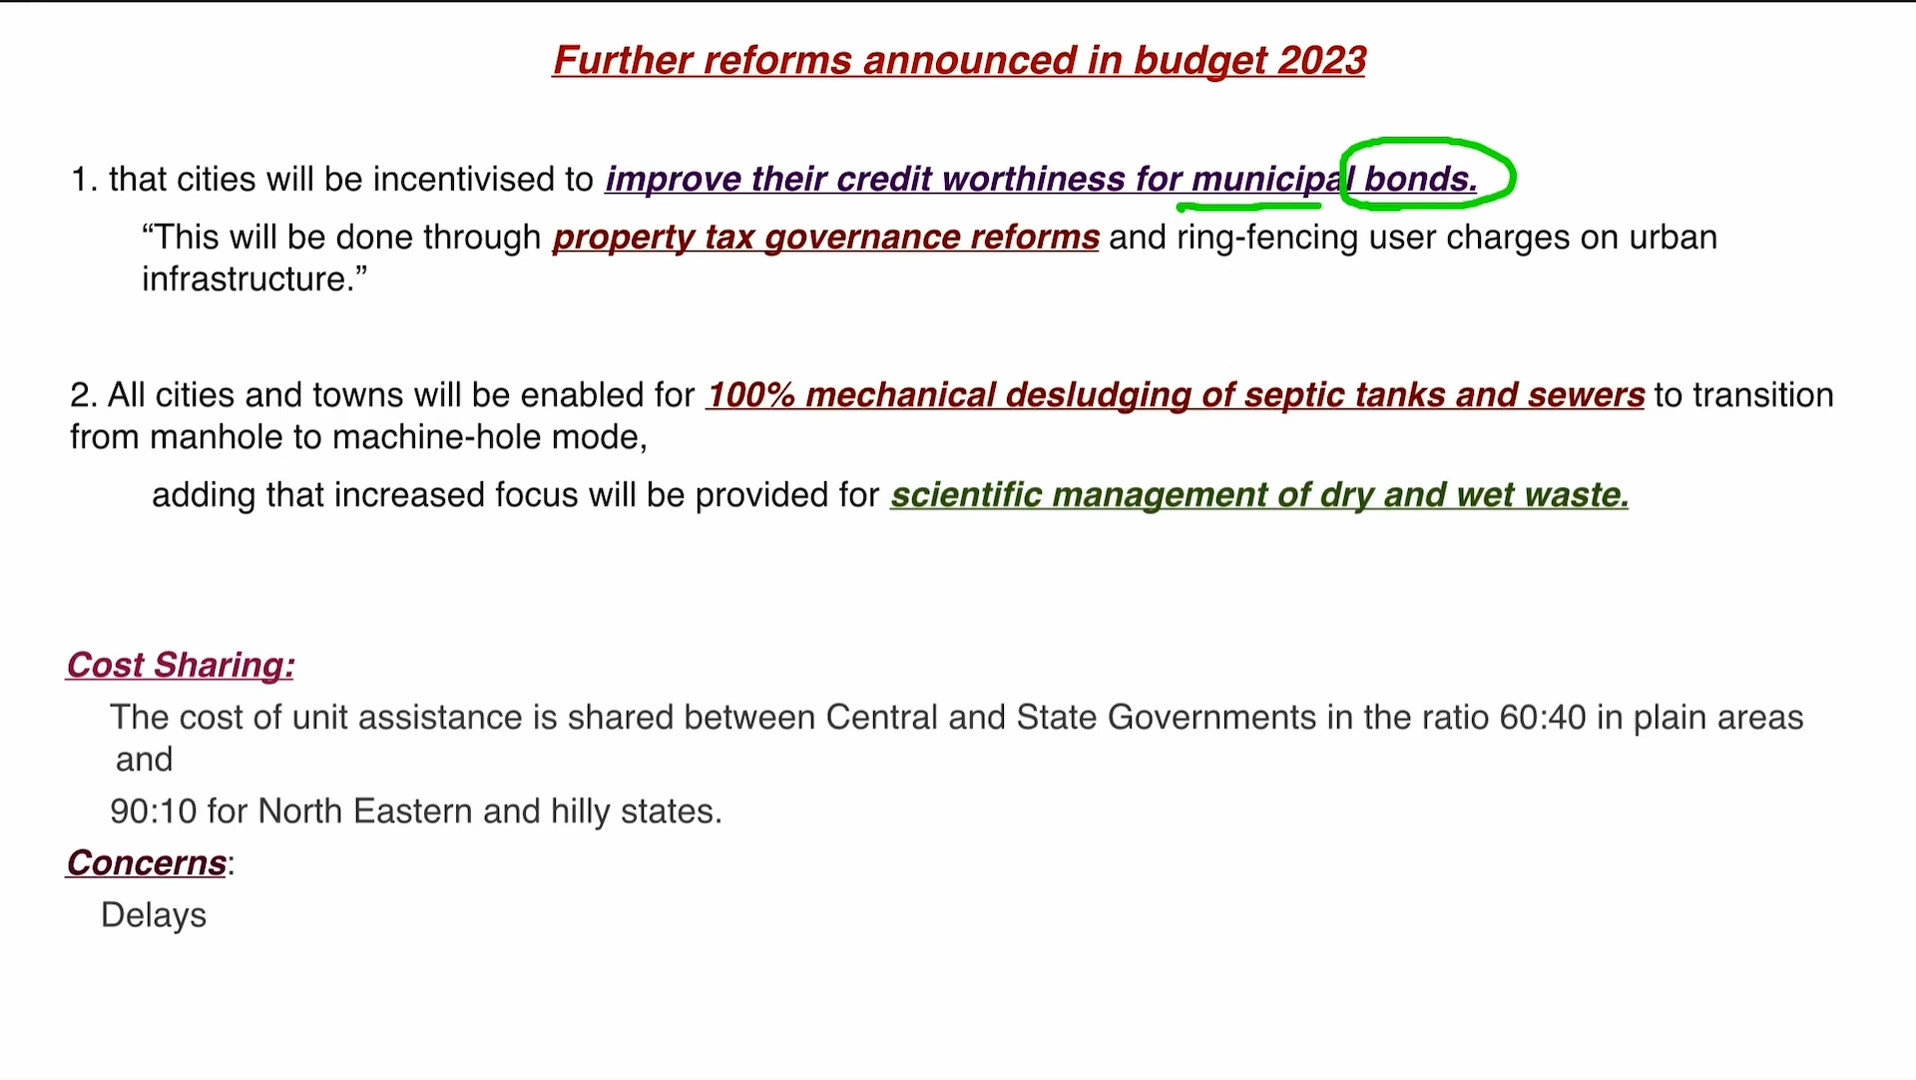 Further reforms announced in budget 2023
1. that cities will be incentivised to improve their credit worthiness for municipal bonds.
“This will be done through property tax governance reforms and ring-fencing user charges on urban
infrastructure.”
2. All cities and towns will be enabled for 100% mechanical desludging of septic tanks and sewers to transition
from manhole to machine-hole mode,
adding that increased focus will be provided for scientific management of dry and wet waste.
Cost Sharing:
The cost of unit assistance is shared between Central and State Governments in the ratio 60:40 in plain areas
and
90:10 for North Eastern and hilly states.
Concerns:
Delays